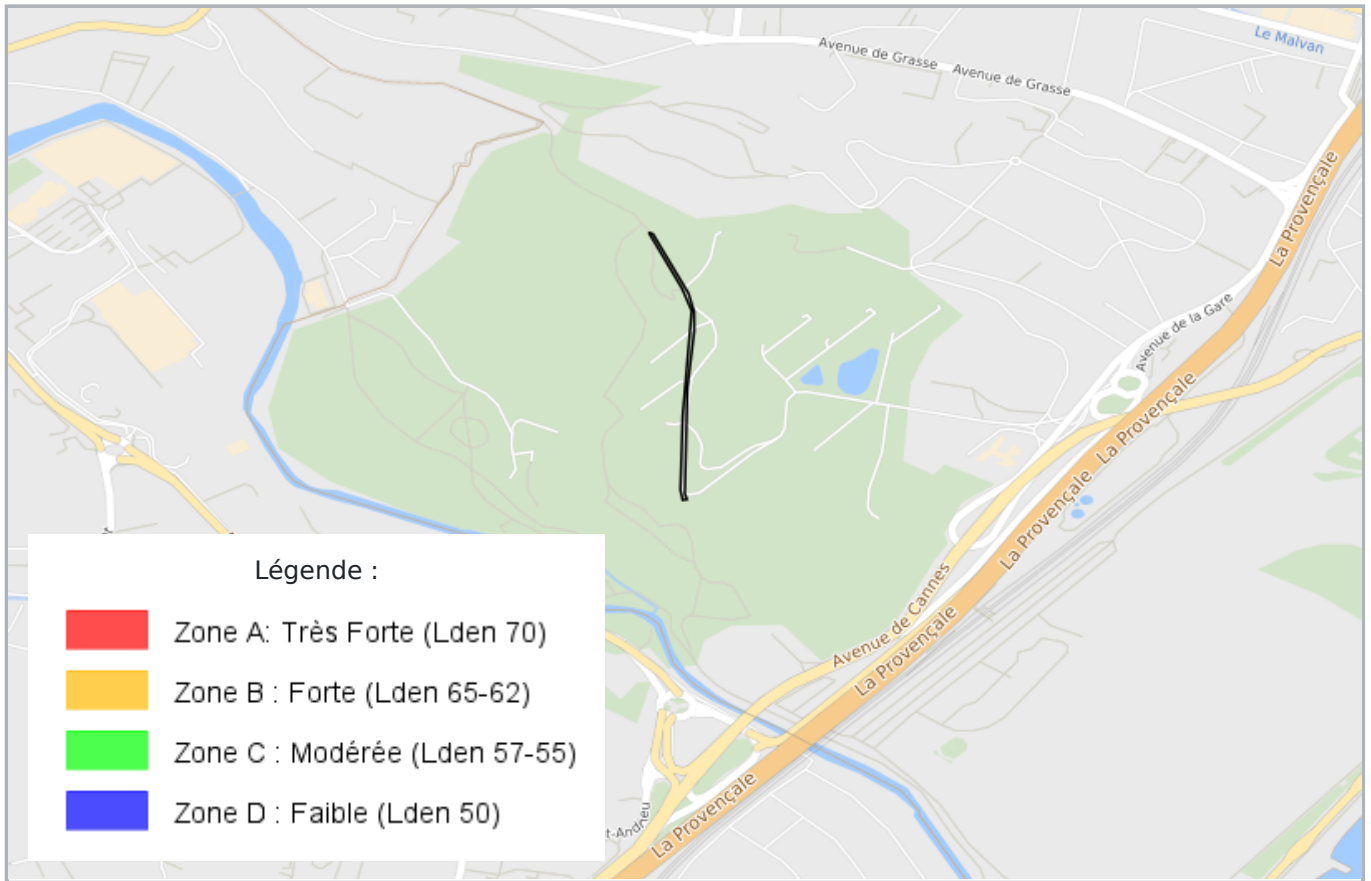 Le Malvan
Avenue de Grasse
Avenue de Grasse
La Provençale
Avenue de la Gare
La Provençale
La Provençale
La Provençale
Avenue de Cannes
La Provençale
La Provençale
Légende :
Zone A: Très Forte (Lden 70)
Zone B : Forte (Lden 65-62)
Zone C : Modérée (Lden 57-55)
Zone D : Faible (Lden 50)
t-Andrieu